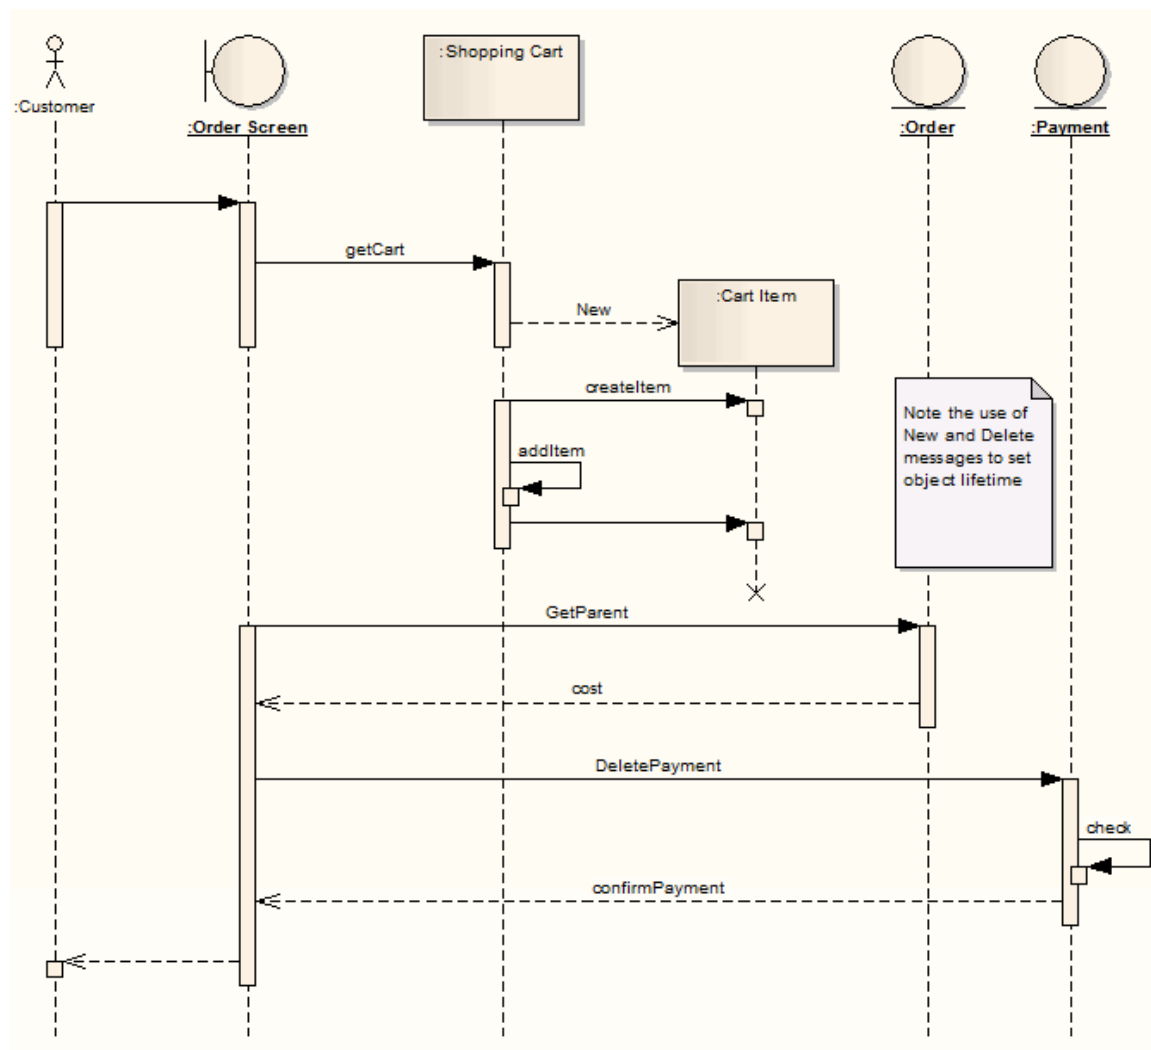 :Customer
:Order Screen
:Shopping Cart
:Order
:Payment
getCart
:Cart Item
New
createItem
Note the use of
New and Delete
messages to set
object lifetime
addItem
GetParent
cost
DeletePayment
check
confirmPayment